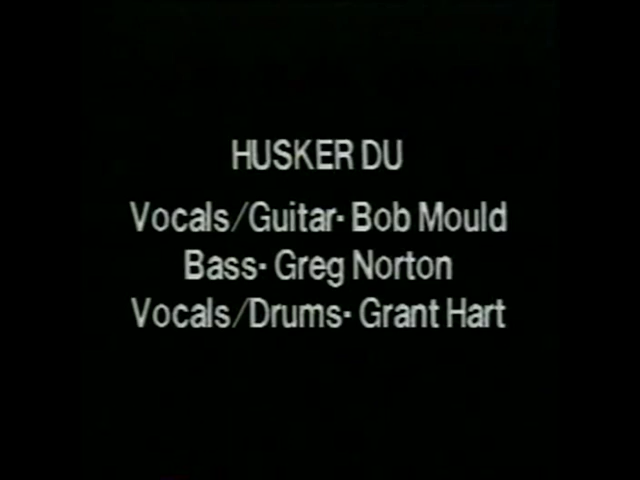 HUSKER DU
Vocals/Guitar- Bob Mould
Bass- Greg Norton
Vocals/Drums- Grant Hart